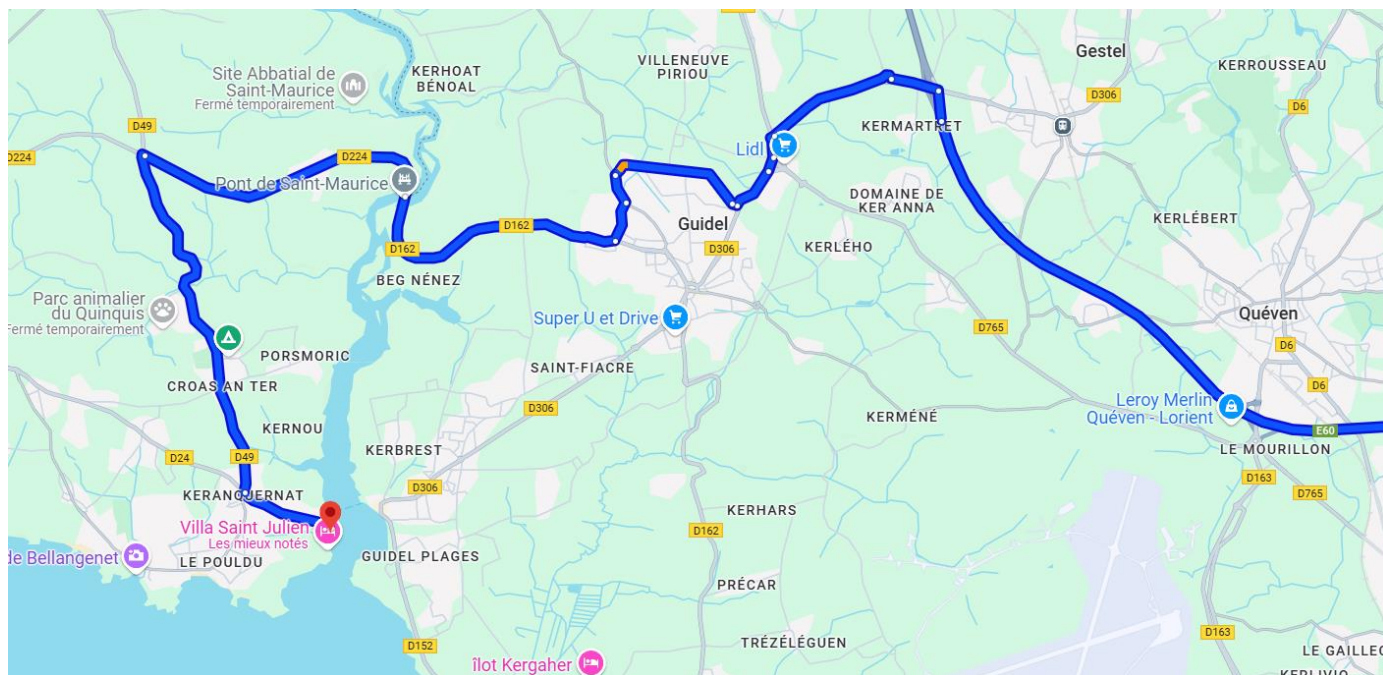 Site Abbatial de
Saint-Maurice
Fermé temporairement
KERHOAT
BÉNOAL
VILLENEUVE
PIRIOU
Gestel
KERROUSSEAU
D306
D6
D49
D224
D224
Pont de Saint-Maurice
Lidl
KERMARTRET
DOMAINE DE
KER ANNA
KERLÉBERT
D162
D162
Guidel
D306
KERLÉHO
BEG NÉNEZ
Parc animalier
du Quinquis
Fermé temporairement
Super U et Drive
D765
Quéven
D6
PORSMORIC
SAINT-FIACRE
CROAS AN TER
D306
KERMÉNÉ
D6
Leroy Merlin
Quéven - Lorient
E60
KERNOU
KERBREST
LE MOURILLON
D24
D49
D306
D163
D765
KERANQUERNAT
Villa Saint Julien
Les mieux notés
KERHARS
D162
de Bellangenet
LE POULDU
GUIDEL PLAGES
PRÉCAR
D152
TRÉZÉLÉGUEN
D163
îlot Kergaher
LE GAILLEC
KERLIVIO